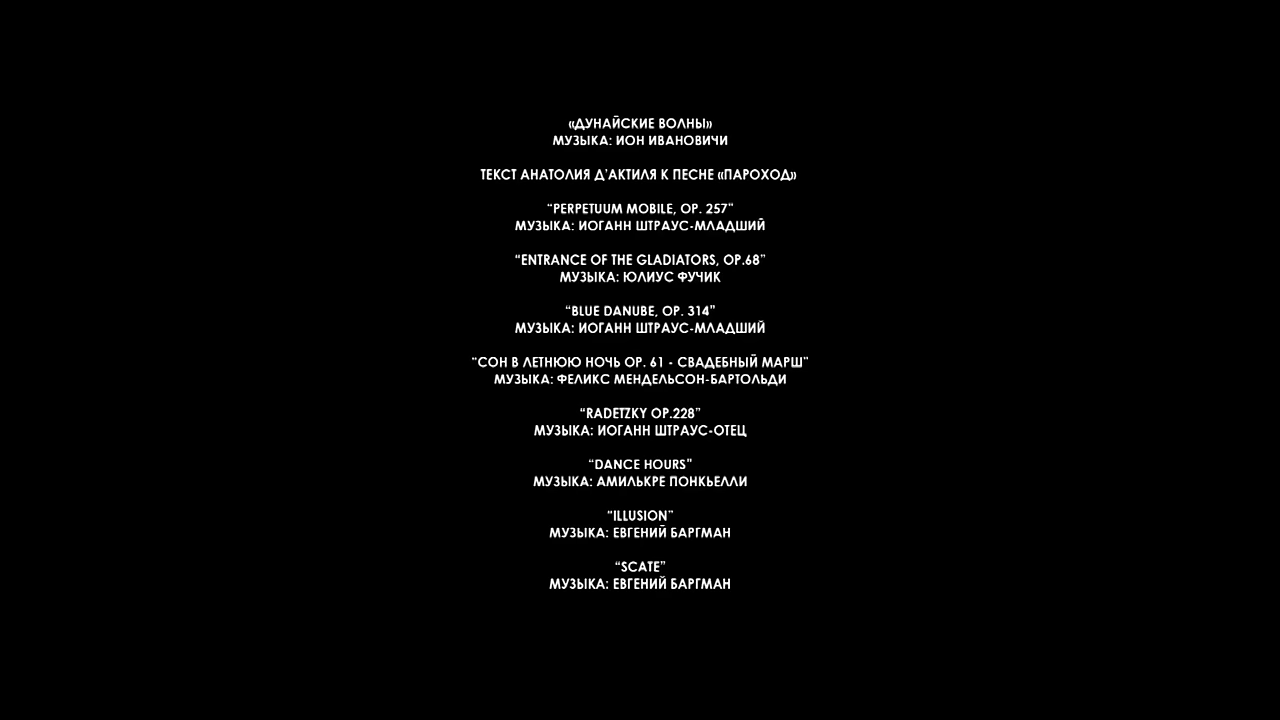 «ДУНАЙСКИЕ ВОЛНЫ»
МУЗЫКА: ИОН ИВАНОВИЧИ
ТЕКСТ АНАТОЛИЯ Д’АКТИЛЯ К ПЕСНЕ «ПАРОХОД»
“PERPETUUM MOBILE, OP. 257”
МУЗЫКА: ИОГАНН ШТРАУС-МЛАДШИЙ
“ENTRANCE OF THE GLADIATORS, OP.68”
МУЗЫКА: ЮЛИУС ФУЧИК
“BLUE DANUBE, OP. 314”
МУЗЫКА: ИОГАНН ШТРАУС-МЛАДШИЙ
“СОН В ЛЕТНЮЮ НОЧЬ OP. 61 - СВАДЕБНЫЙ МАРШ”
МУЗЫКА: ФЕЛИКС МЕНДЕЛЬСОН-БАРТОЛЬДИ
“RADETZKY OP.228”
МУЗЫКА: ИОГАНН ШТРАУС-ОТЕЦ
“DANCE HOURS”
МУЗЫКА: АМИЛЬКРЕ ПОНКЬЕЛЛИ
“ILLUSION”
МУЗЫКА: ЕВГЕНИЙ БАРГМАН
“SCATE”
МУЗЫКА: ЕВГЕНИЙ БАРГМАН